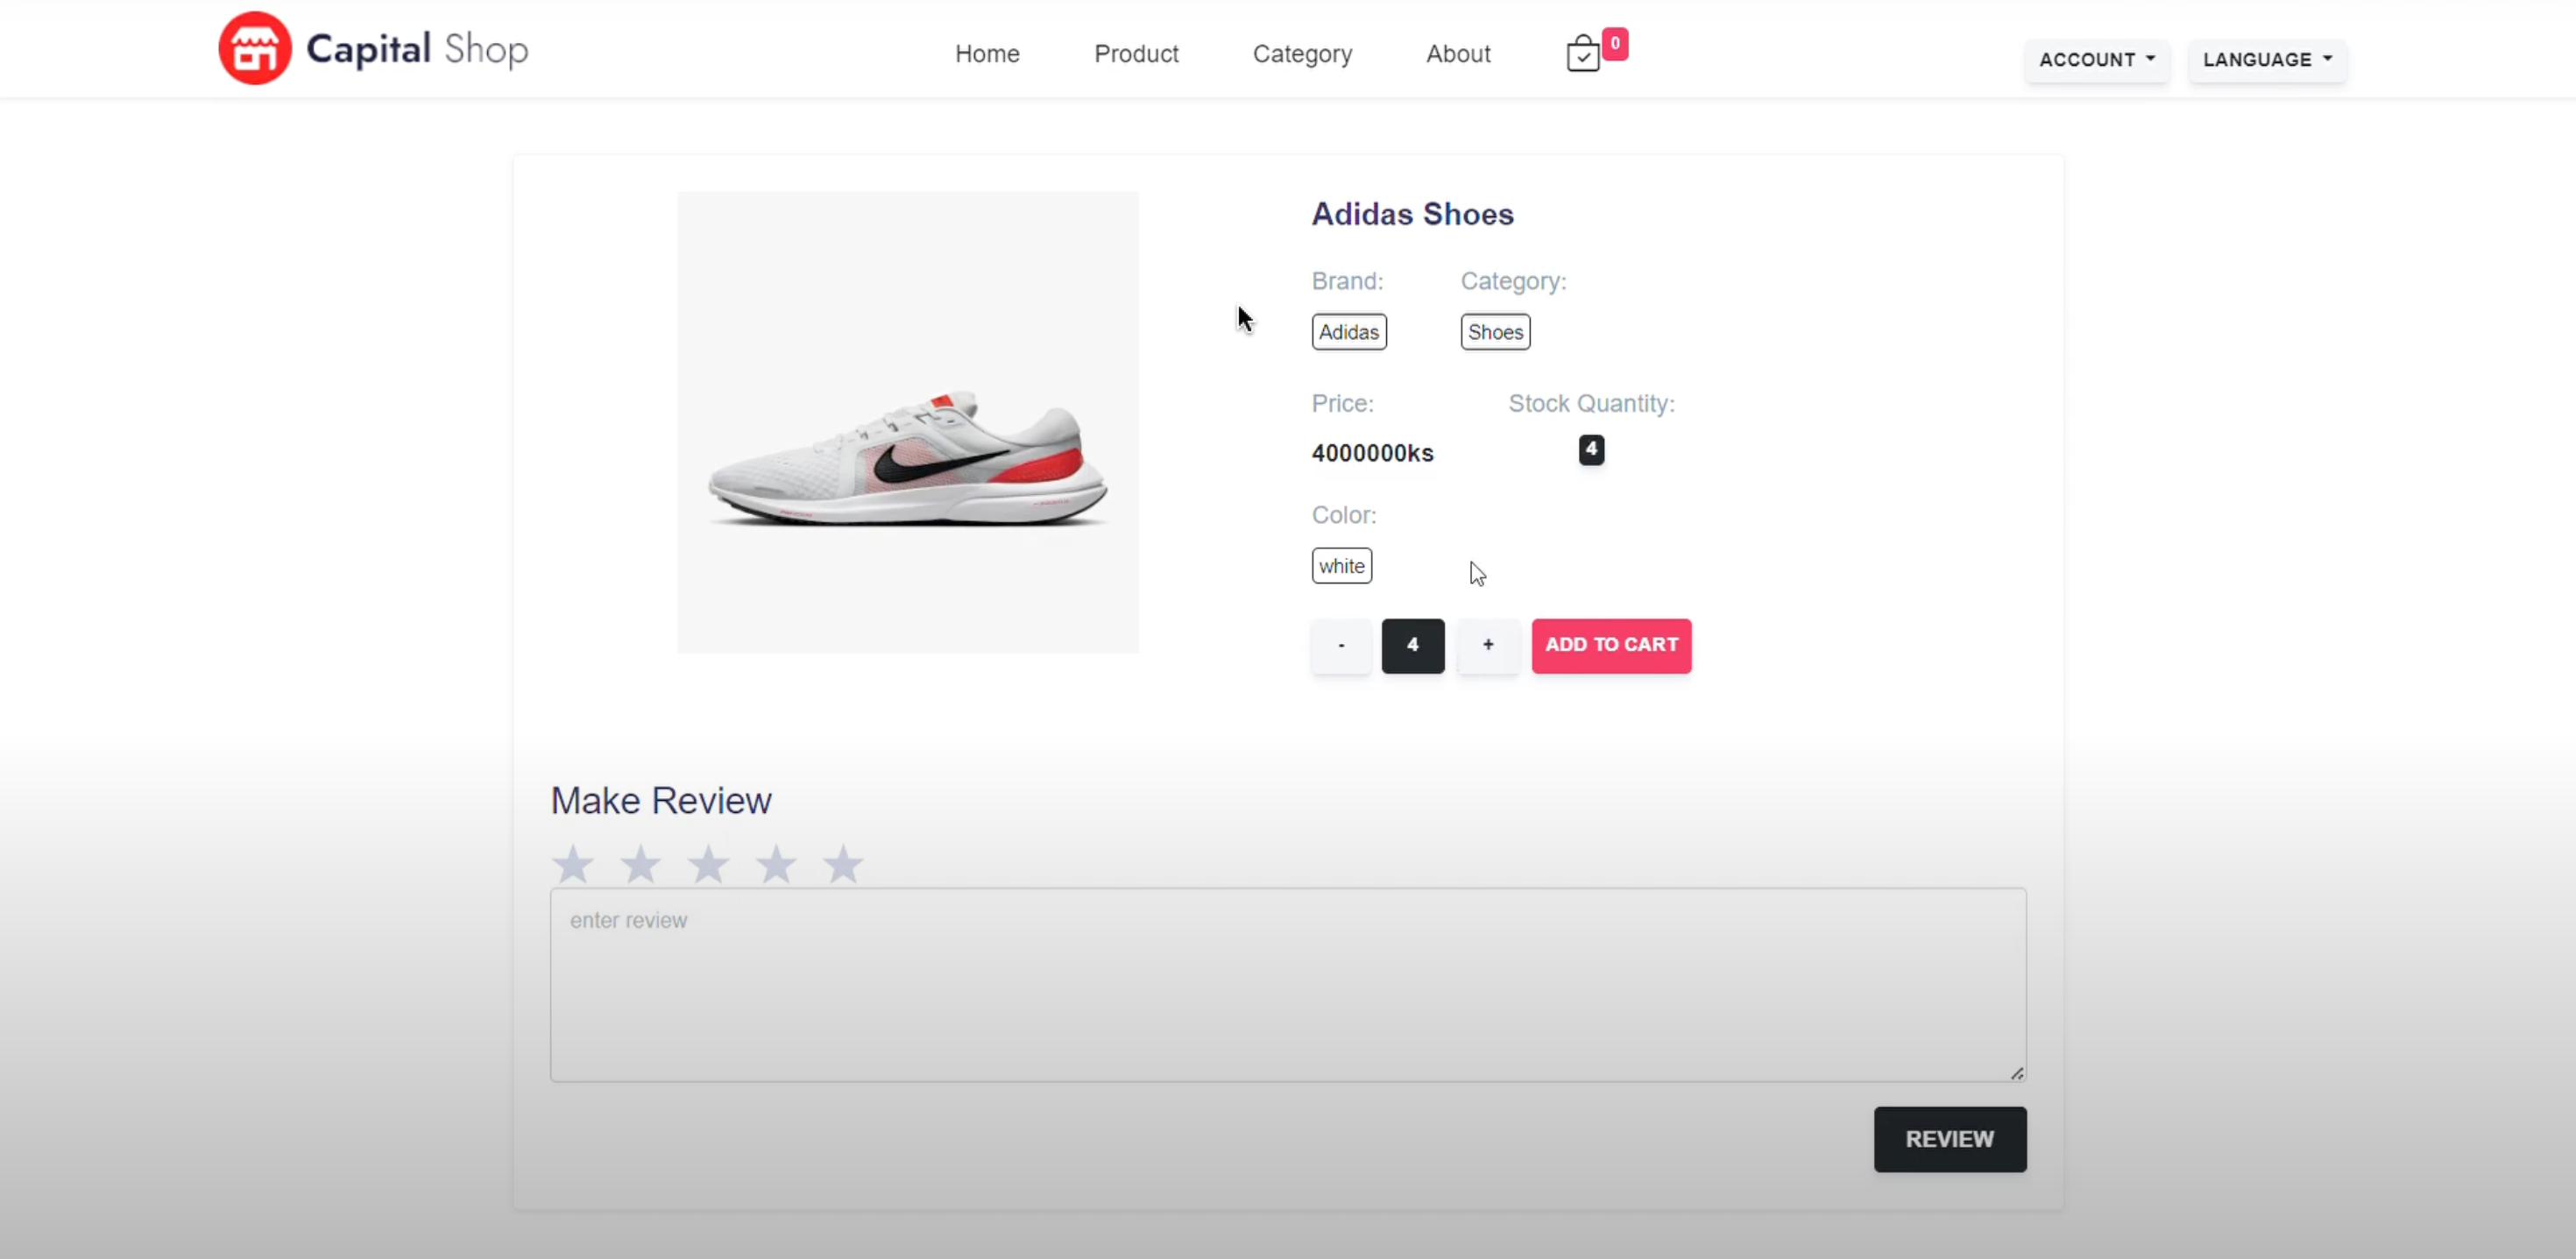 Capital Shop
Home Product Category About 0 ACCOUNT LANGUAGE
Adidas Shoes
Brand: Category:
Adidas Shoes
Price: Stock Quantity:
4000000ks 4
Color:
white
- 4 + ADD TO CART
Make Review
enter review
REVIEW